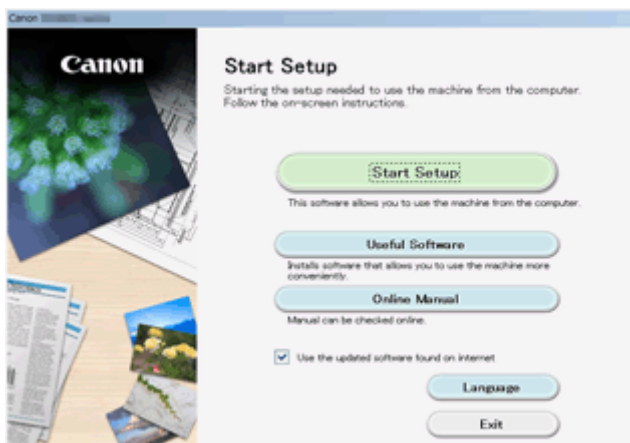 Canon
Canon
Start Setup
Starting the setup needed to use the machine from the computer.
Follow the on-screen instructions.
Start Setup
This software allows you to use the machine from the computer.
Useful Software
Installs software that allows you to use the machine more
conveniently.
Online Manual
Manual can be checked online.
Use the updated software found on internet
Language
Exit